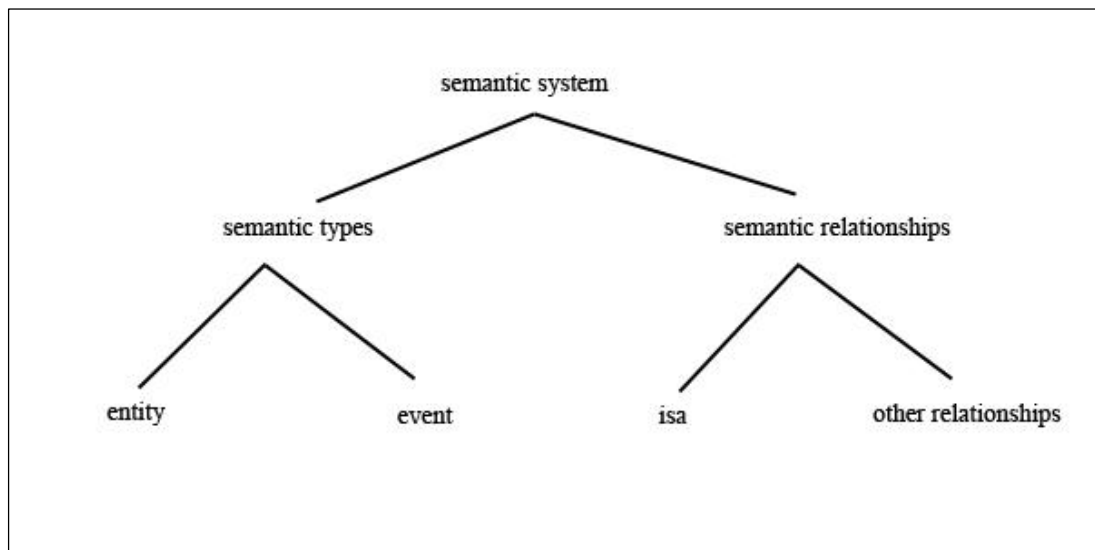 semantic system
semantic types
semantic relationships
entity
event
isa
other relationships